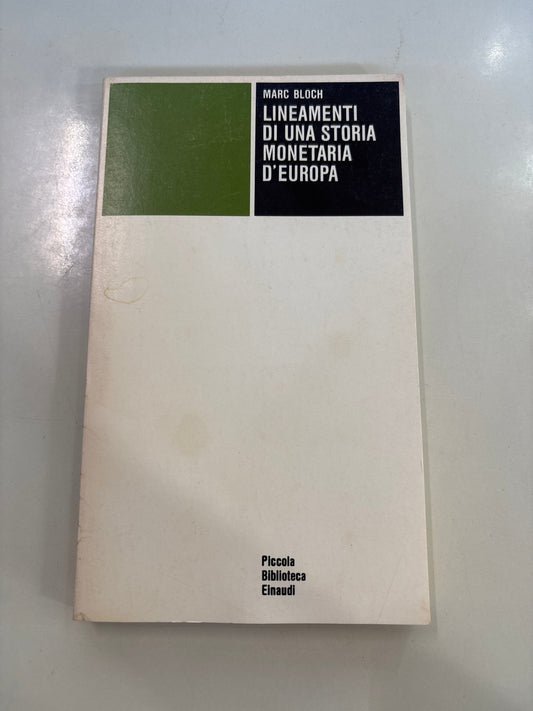 MARC BLOCH
LINEAMENTI
DI UNA STORIA
MONETARIA
D'EUROPA
Piccola
Biblioteca
Einaudi